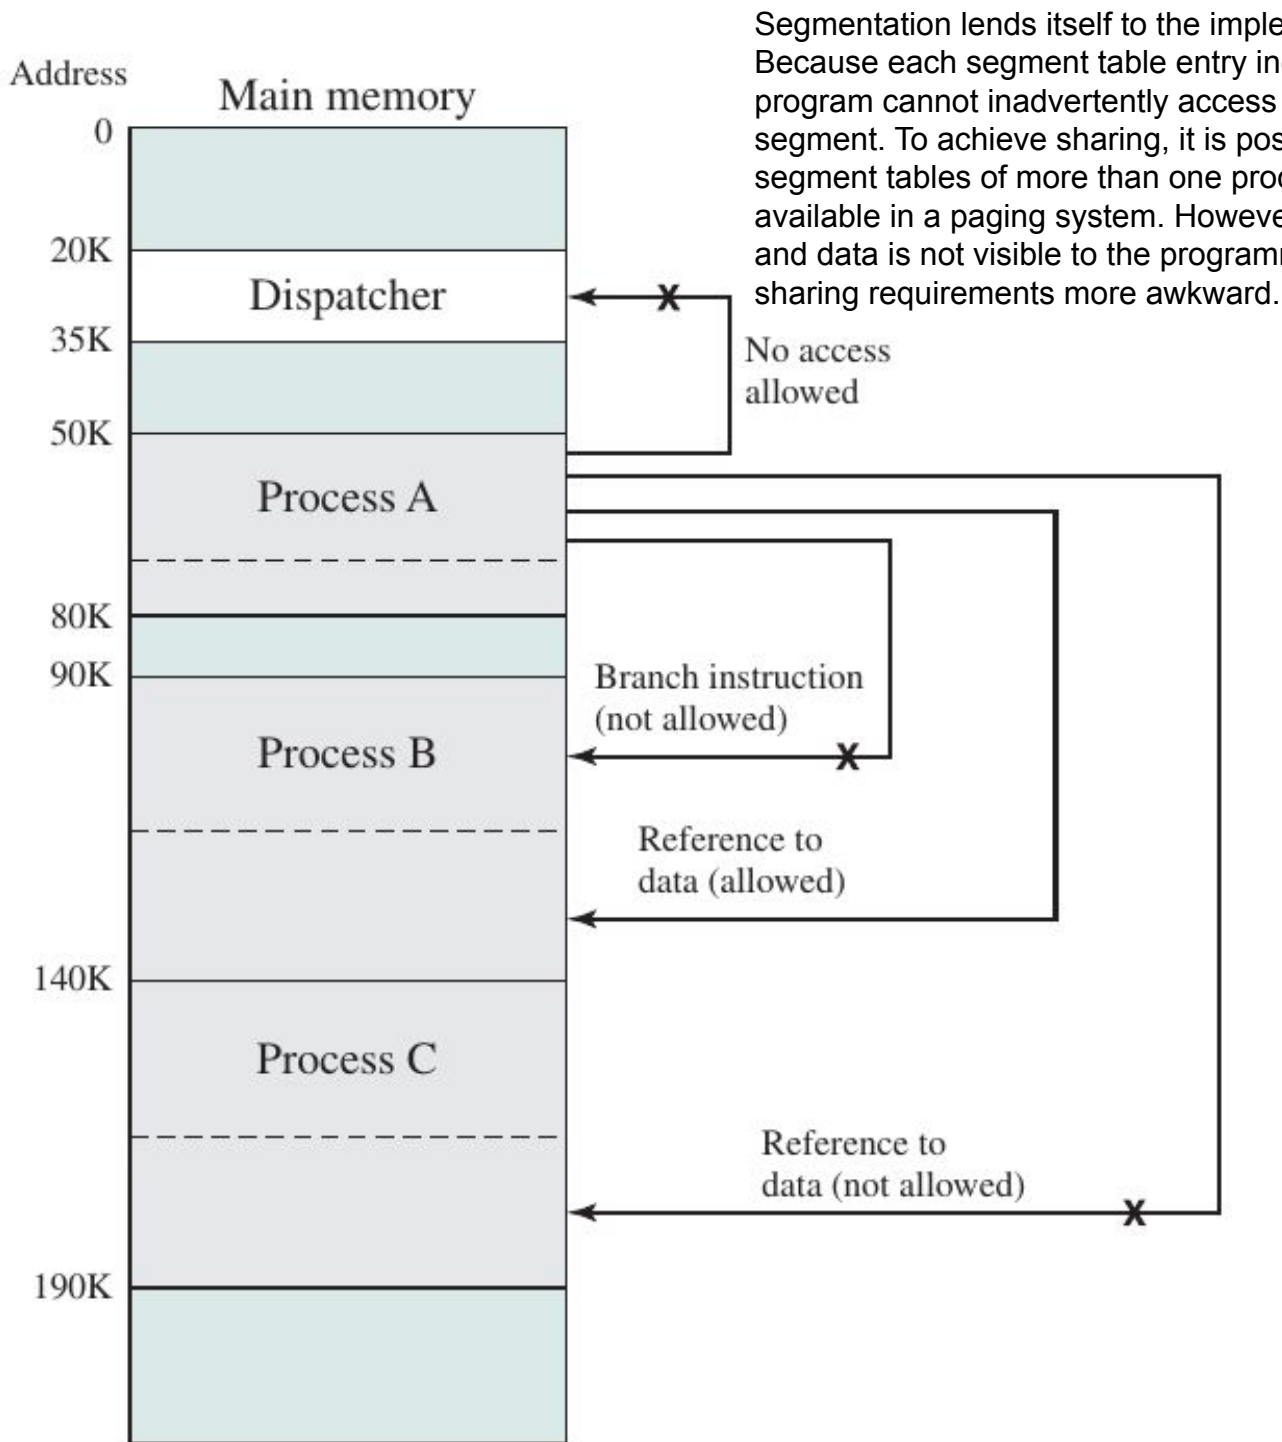 Segmentation lends itself to the imple
Because each segment table entry in
program cannot inadvertently access
segment. To achieve sharing, it is pos
segment tables of more than one proc
available in a paging system. However
and data is not visible to the programm
sharing requirements more awkward.
Address
Main memory
0
20K
Dispatcher
X
35K
No access
allowed
50K
Process A
80K
90K
Branch instruction
(not allowed)
Process B
X
Reference to
data (allowed)
140K
Process C
Reference to
data (not allowed)
X
190K